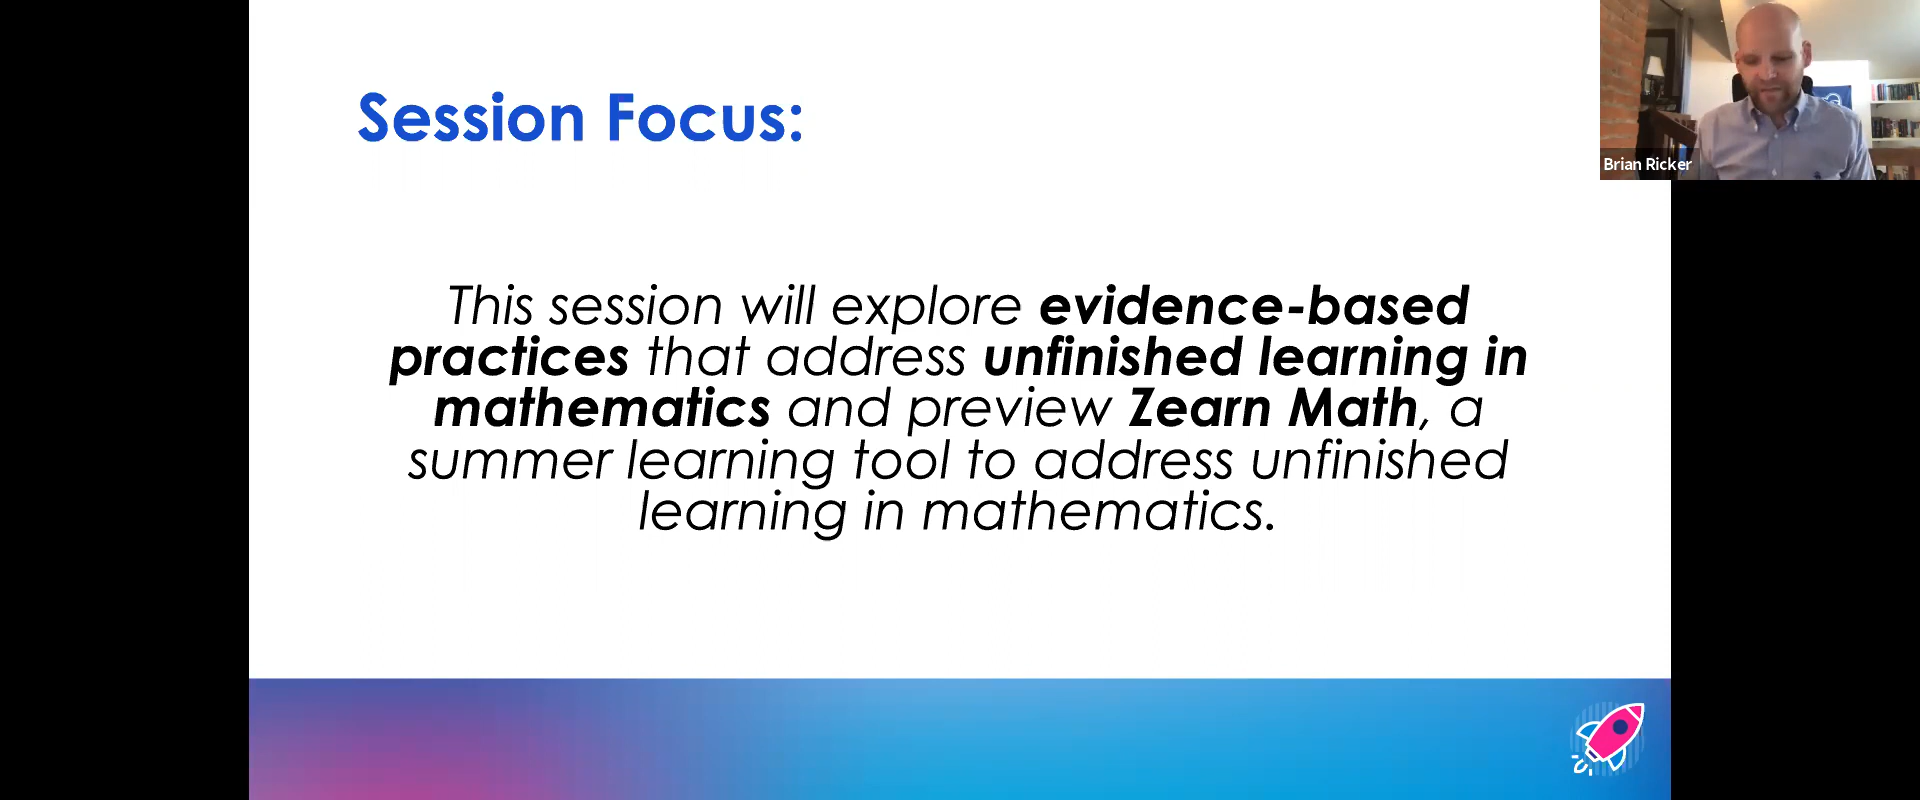 Session Focus:
Brian Ricker
This session will explore evidence-based
practices that address unfinished learning in
mathematics and preview Zearn Math, a
summer learning tool to address unfinished
learning in mathematics.